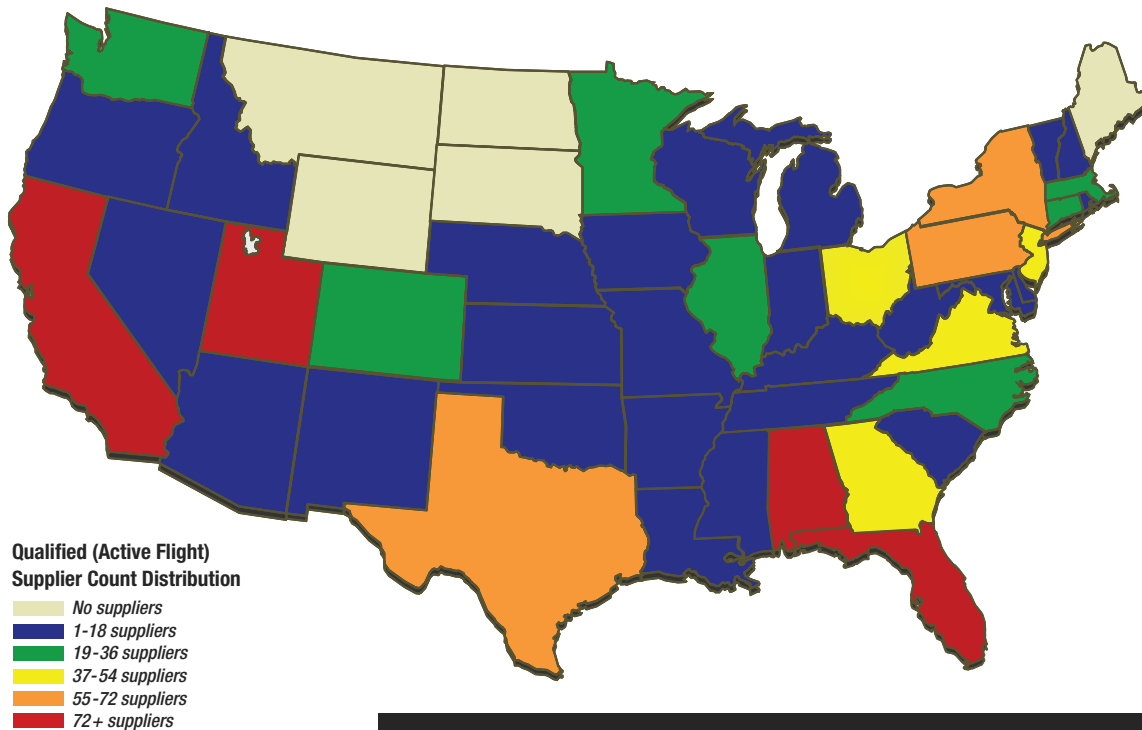 Qualified (Active Flight)
Supplier Count Distribution
No suppliers
1-18 suppliers
19-36 suppliers
37-54 suppliers
55-72 suppliers
72+ suppliers